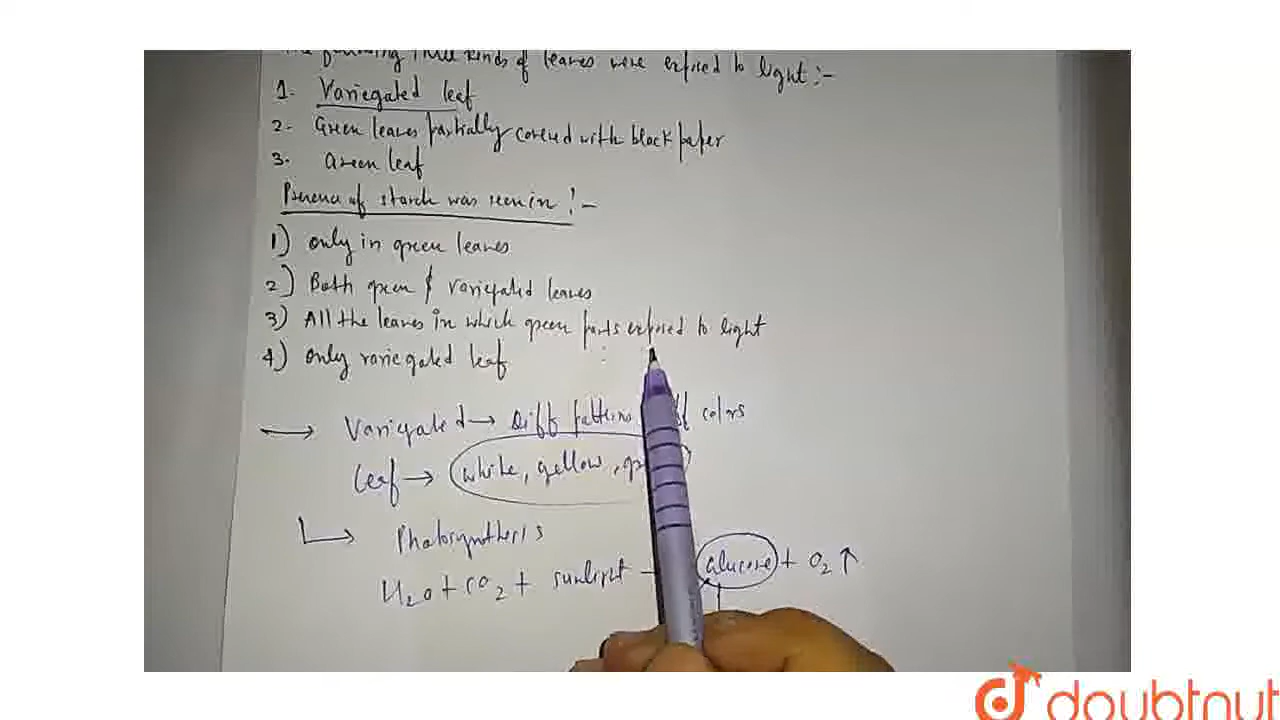 The following three kinds of leaves were exposed to light :-
1. Variegated leaf
2- Green leaves partially covered with black paper
3. Green leaf
Presence of starch was seen in :-
1) only in green leaves
2) Both green & variegated leaves
3) All the leaves in which green parts exposed to light
4) only variegated leaf
Variegated → Diff patterns colors
leaf → white, yellow,
Photosynthesis
H2O + CO2 + sunlight glucose + O2 ↑
doubtnut